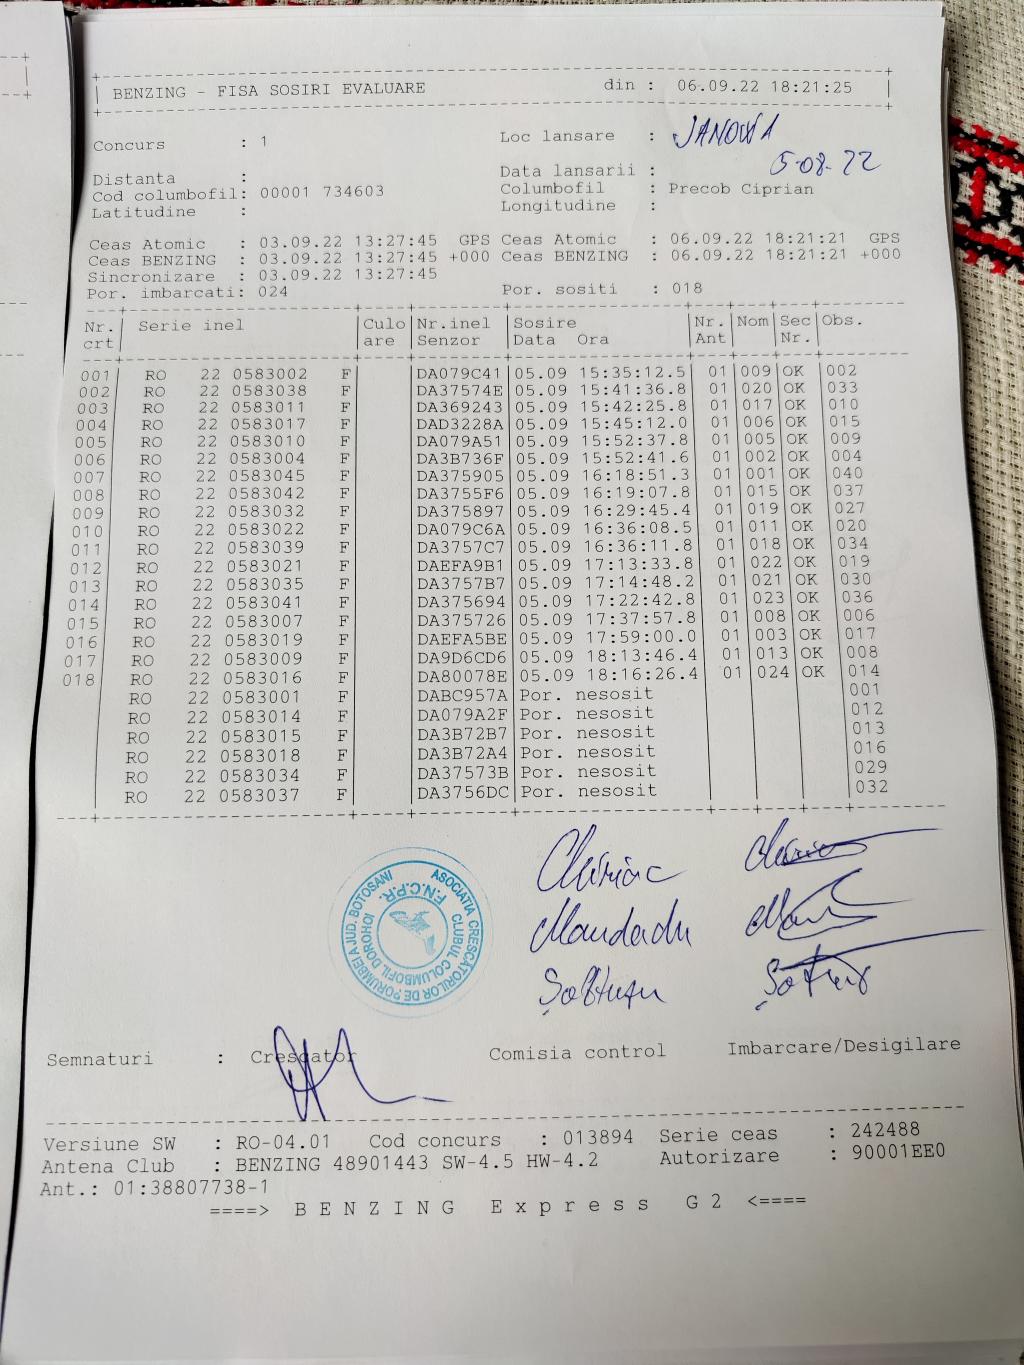 BENZING - FISA SOSIRI EVALUARE din : 06.09.22 18:21:25
Concurs : 1 Loc lansare : JANOWA
Distanta : Data lansarii : 5-08-22
Cod columbofil: 00001 734603 Columbofil : Precob Ciprian
Latitudine : Longitudine :
Ceas Atomic : 03.09.22 13:27:45 GPS Ceas Atomic : 06.09.22 18:21:21 GPS
Ceas BENZING : 03.09.22 13:27:45 +000 Ceas BENZING : 06.09.22 18:21:21 +000
Sincronizare : 03.09.22 13:27:45
Por. imbarcati: 024 Por. sositi : 018
Nr. Serie inel Culo Nr.inel Sosire Nr. Nom Sec Obs.
crt are Senzor Data Ora Ant Nr.
001 RO 22 0583002 F DA079C41 05.09 15:35:12.5 01 009 OK 002
002 RO 22 0583038 F DA37574E 05.09 15:41:36.8 01 020 OK 033
003 RO 22 0583011 F DA369243 05.09 15:42:25.8 01 017 OK 010
004 RO 22 0583017 F DAD3228A 05.09 15:45:12.0 01 006 OK 015
005 RO 22 0583010 F DA079A51 05.09 15:52:37.8 01 005 OK 009
006 RO 22 0583004 F DA3B736F 05.09 15:52:41.6 01 002 OK 004
007 RO 22 0583045 F DA375905 05.09 16:18:51.3 01 001 OK 040
008 RO 22 0583042 F DA3755F6 05.09 16:19:07.8 01 015 OK 037
009 RO 22 0583032 F DA375897 05.09 16:29:45.4 01 019 OK 027
010 RO 22 0583022 F DA079C6A 05.09 16:36:08.5 01 011 OK 020
011 RO 22 0583039 F DA3757C7 05.09 16:36:11.8 01 018 OK 034
012 RO 22 0583021 F DAEFA9B1 05.09 17:13:33.8 01 022 OK 019
013 RO 22 0583035 F DA3757B7 05.09 17:14:48.2 01 021 OK 030
014 RO 22 0583041 F DA375694 05.09 17:22:42.8 01 023 OK 036
015 RO 22 0583007 F DA375726 05.09 17:37:57.8 01 008 OK 006
016 RO 22 0583019 F DAEFA5BE 05.09 17:59:00.0 01 003 OK 017
017 RO 22 0583009 F DA9D6CD6 05.09 18:13:46.4 01 013 OK 008
018 RO 22 0583016 F DA80078E 05.09 18:16:26.4 01 024 OK 014
RO 22 0583001 F DABC957A Por. nesosit 001
RO 22 0583014 F DA079A2F Por. nesosit 012
RO 22 0583015 F DA3B72B7 Por. nesosit 013
RO 22 0583018 F DA3B72A4 Por. nesosit 016
RO 22 0583034 F DA37573B Por. nesosit 029
RO 22 0583037 F DA3756DC Por. nesosit 032
ASOCIATIA CRESCATORILOR DE PORUMBEI A JUD. BOTOSANI
F.N.C.P.R.
CLUBUL COLUMBOFIL DOROHOI
Chiriac
Mandachi
Semnaturi : Crescator Comisia control Imbarcare/Desigilare
Versiune SW : RO-04.01 Cod concurs : 013894 Serie ceas : 242488
Antena Club : BENZING 48901443 SW-4.5 HW-4.2 Autorizare : 90001EE0
Ant.: 01:38807738-1
====> B E N Z I N G E x p r e s s G 2 <====